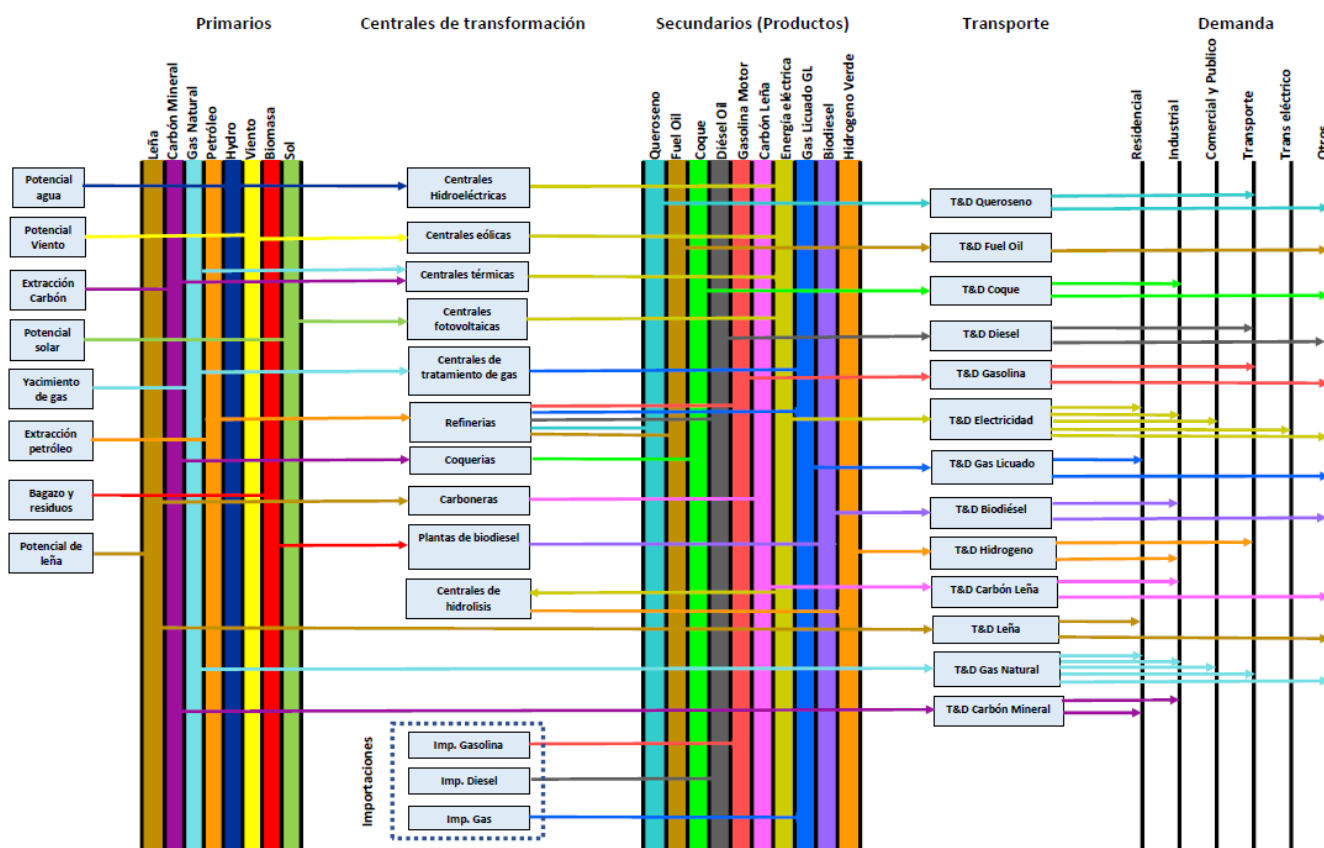 Primarios
Centrales de transformación
Secundarios (Productos)
Transporte
Demanda
Leña
Carbón Mineral
Gas Natural
Petróleo
Hydro
Viento
Biomasa
Sol
Queroseno
Fuel Oil
Coque
Diésel Oil
Gasolina Motor
Carbón Leña
Energía eléctrica
Gas Licuado GL
Biodiesel
Hidrogeno Verde
Residencial
Industrial
Comercial y Publico
Transporte
Trans eléctrico
Otros
Potencial
agua
Potencial
Viento
Extracción
Carbón
Potencial
solar
Yacimiento
de gas
Extracción
petróleo
Bagazo y
residuos
Potencial de
leña
Centrales
Hidroeléctricas
Centrales eólicas
Centrales térmicas
Centrales
fotovoltaicas
Centrales de
tratamiento de gas
Refinerias
Coquerias
Carboneras
Plantas de biodiesel
Centrales de
hidrolisis
Importaciones
Imp. Gasolina
Imp. Diesel
Imp. Gas
T&D Queroseno
T&D Fuel Oil
T&D Coque
T&D Diesel
T&D Gasolina
T&D Electricidad
T&D Gas Licuado
T&D Biodiésel
T&D Hidrogeno
T&D Carbón Leña
T&D Leña
T&D Gas Natural
T&D Carbón Mineral